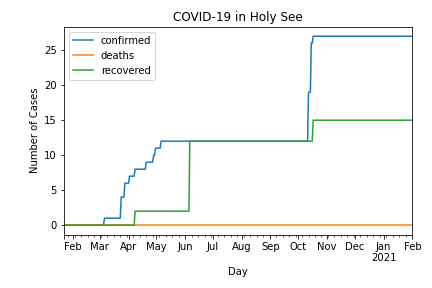 COVID-19 in Holy See
confirmed
deaths
recovered
Number of Cases
25
20
15
10
5
0
Feb Mar Apr May Jun Jul Aug Sep Oct Nov Dec Jan Feb
2021
Day